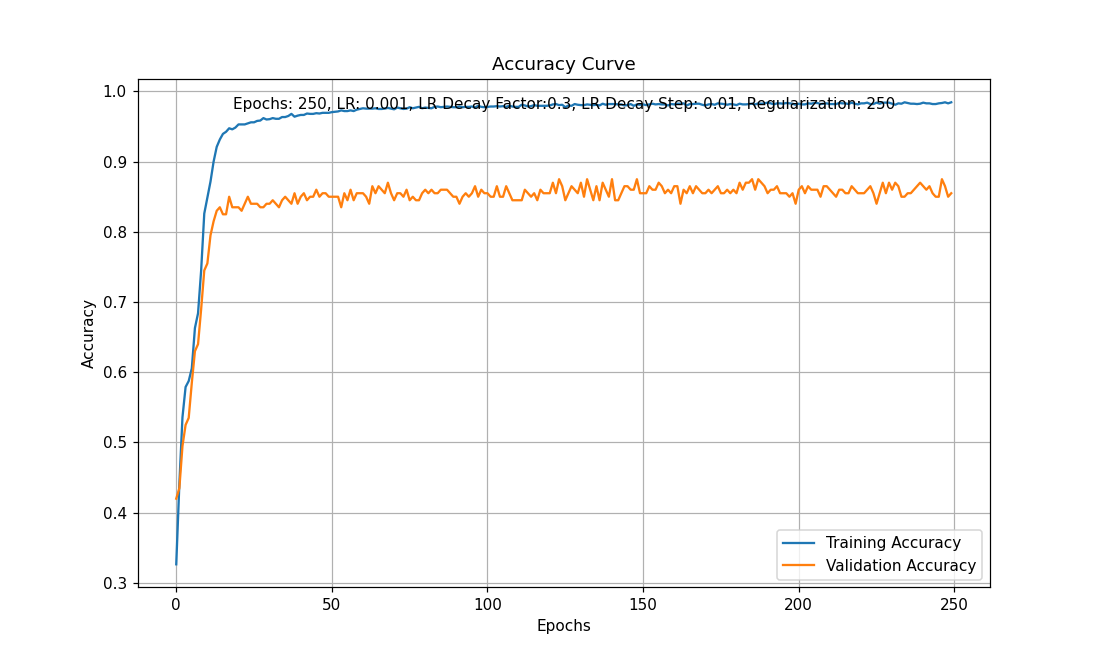 Accuracy Curve
Epochs: 250, LR: 0.001, LR Decay Factor:0.3, LR Decay Step: 0.01, Regularization: 250
1.0
0.9
0.8
0.7
0.6
0.5
0.4
0.3
Accuracy
Training Accuracy
Validation Accuracy
0 50 100 150 200 250
Epochs